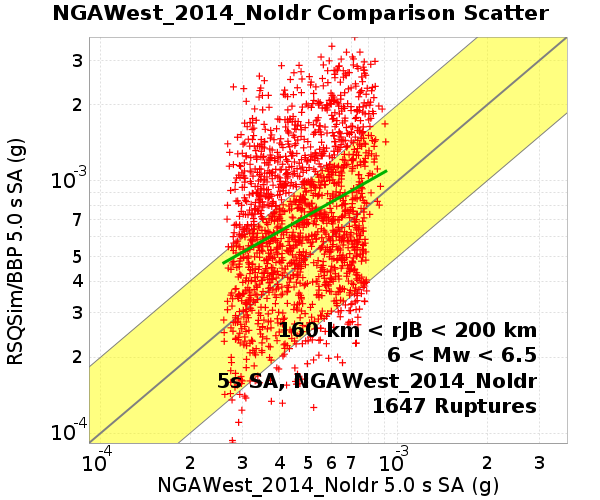 NGAWest_2014_NoIdr Comparison Scatter
RSQSim/BBP 5.0 s SA (g)
3
2
10-3
7
5
4
3
2
10-4
160 km < rJB < 200 km
6 < Mw < 6.5
5s SA, NGAWest_2014_NoIdr
1647 Ruptures
10-4 2 3 4 5 6 7 10-3 2 3
NGAWest_2014_NoIdr 5.0 s SA (g)